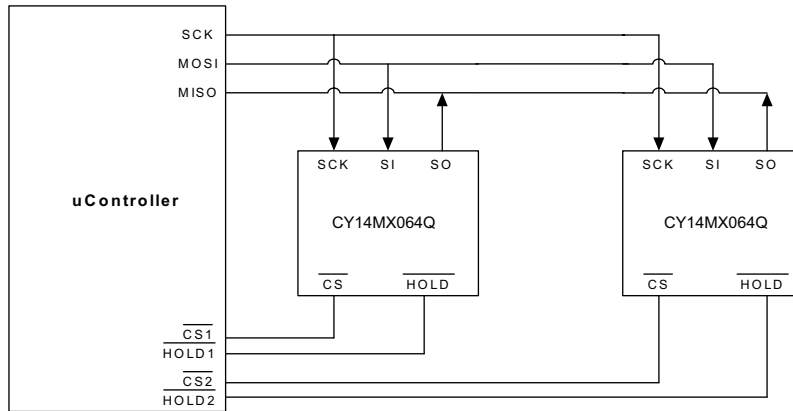 SCK
MOSI
MISO
uController
SCK SI SO
CY14MX064Q
CS HOLD
SCK SI SO
CY14MX064Q
CS HOLD
CS1
HOLD1
CS2
HOLD2